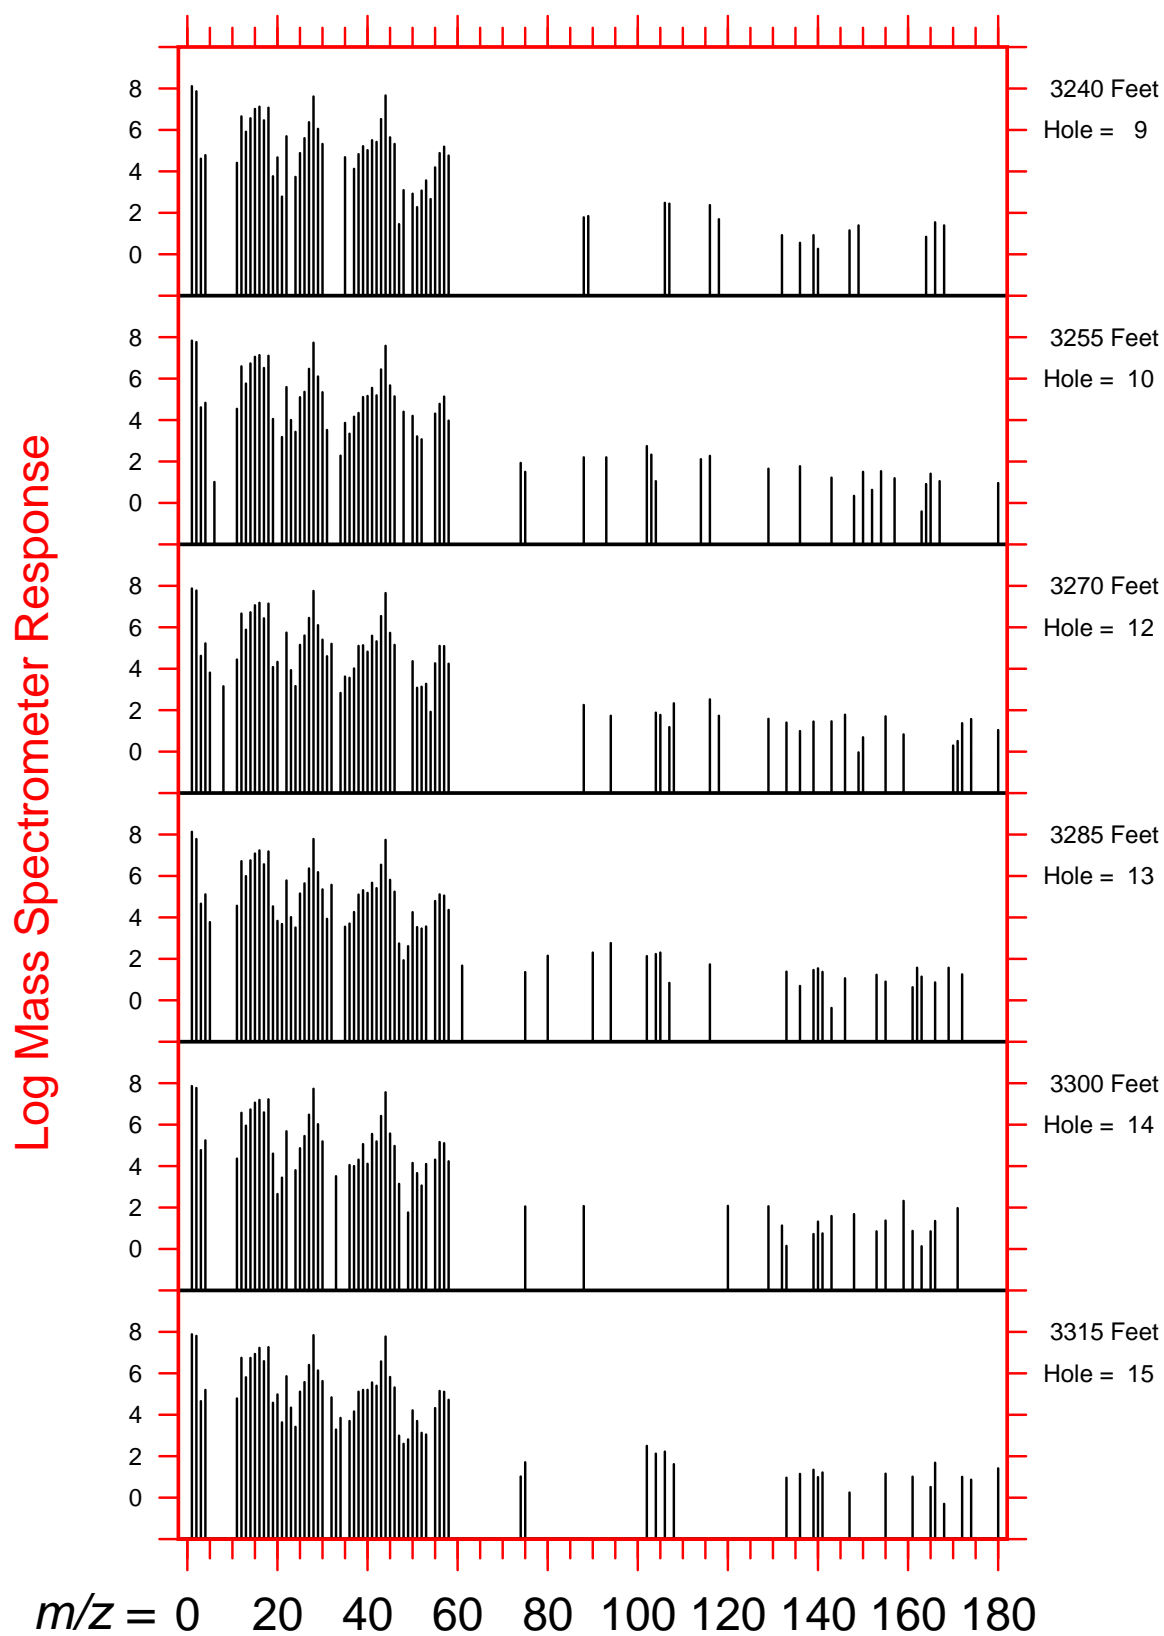 Log Mass Spectrometer Response
8
6
4
2
0
3240 Feet
Hole = 9
8
6
4
2
0
3255 Feet
Hole = 10
8
6
4
2
0
3270 Feet
Hole = 12
8
6
4
2
0
3285 Feet
Hole = 13
8
6
4
2
0
3300 Feet
Hole = 14
8
6
4
2
0
3315 Feet
Hole = 15
m/z = 0 20 40 60 80 100 120 140 160 180